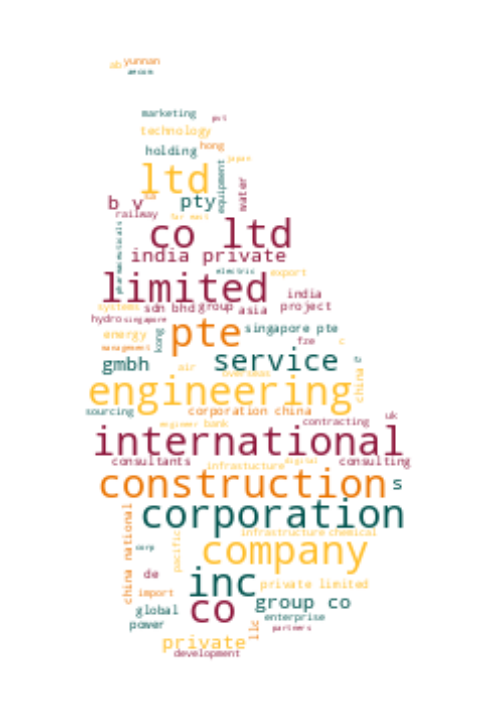 ab yunnan
aecom
marketing
pvt
technology
holding hong
japan
ltd equipment
water
b v sa pty
railway far east
pharmaceuticals
co ltd
india private
electric export
limited india
systems sdn bhd group asia project
hydro singapore
pte singapore pte
energy kong fze c
management
service
gmbh air overseas c
engineering china
sourcing corporation china uk
engineer bank contracting
international
consultants infrastucture digital consulting
construction s
corporation
china national infrastructure chemical
corp pacific company
de inc private limited
import co group co
global enterprise
power llc partners
private
development